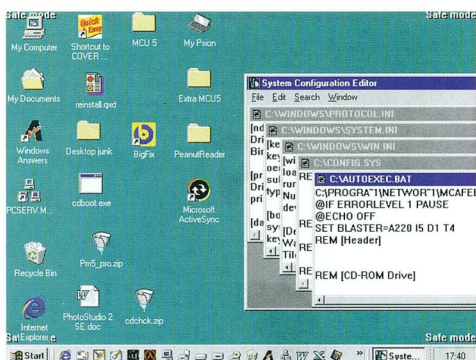 Safe mode
Safe mode
My Computer
Quick & Easy
Shortcut to COVER ...
MCU 5
My Psion
My Documents
reinstall.qxd
Extra MCU5
Windows Answers
Desktop junk
BigFix
PeanutReader
PCSERV.M...
cdboot.exe
Microsoft ActiveSync
Recycle Bin
Pm5_pro.zip
Internet Explorer
PhotoStudio 2 SE.doc
cdchck.zip
System Configuration Editor
File Edit Search Window
C:\WINDOWS\PROTOCOL.INI
C:\WINDOWS\SYSTEM.INI
C:\WINDOWS\WIN.INI
C:\CONFIG.SYS
C:\AUTOEXEC.BAT
C:\PROGRA~1\NETWOR~1\MCAFEE
@IF ERRORLEVEL 1 PAUSE
@ECHO OFF
SET BLASTER=A220 I5 D1 T4
REM [Header]
REM [CD-ROM Drive]
Safe mode
Start
Syste...
17:40